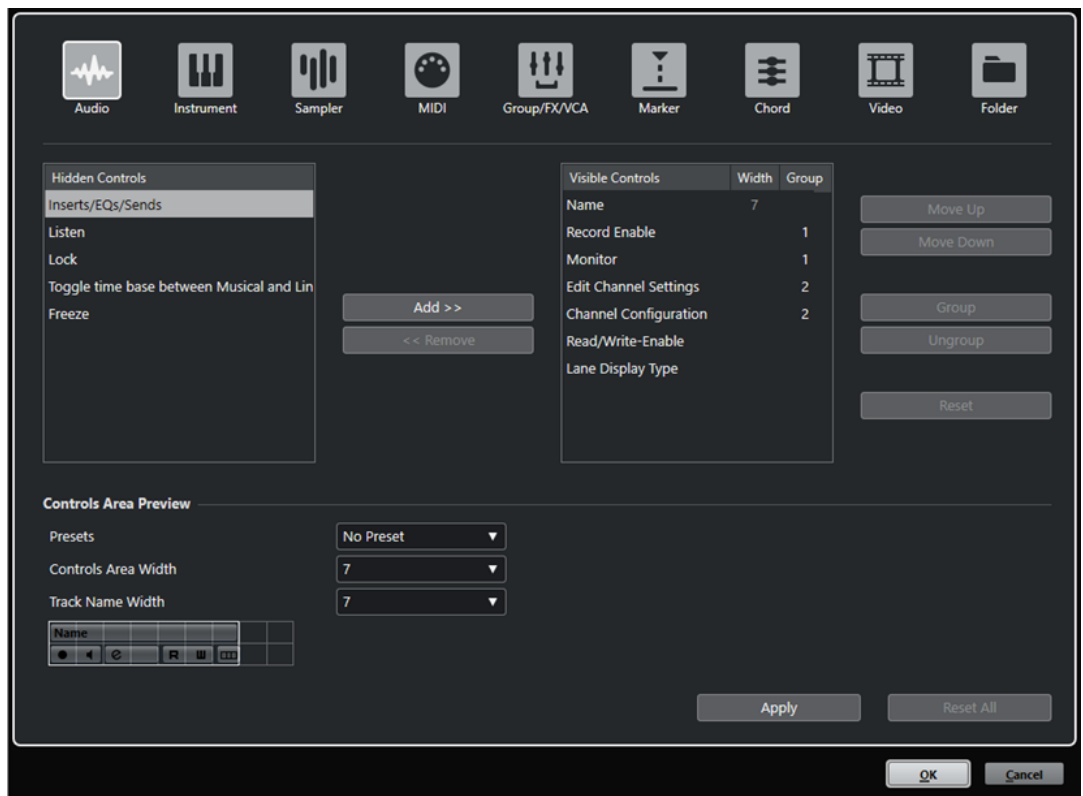 Audio Instrument Sampler MIDI Group/FX/VCA Marker Chord Video Folder
Hidden Controls
Inserts/EQs/Sends
Listen
Lock
Toggle time base between Musical and Lin
Freeze
Add >>
<< Remove
Visible Controls Width Group
Name 7
Record Enable 1
Monitor 1
Edit Channel Settings 2
Channel Configuration 2
Read/Write-Enable
Lane Display Type
Move Up
Move Down
Group
Ungroup
Reset
Controls Area Preview
Presets No Preset
Controls Area Width 7
Track Name Width 7
Name
e R W
Apply Reset All
OK Cancel